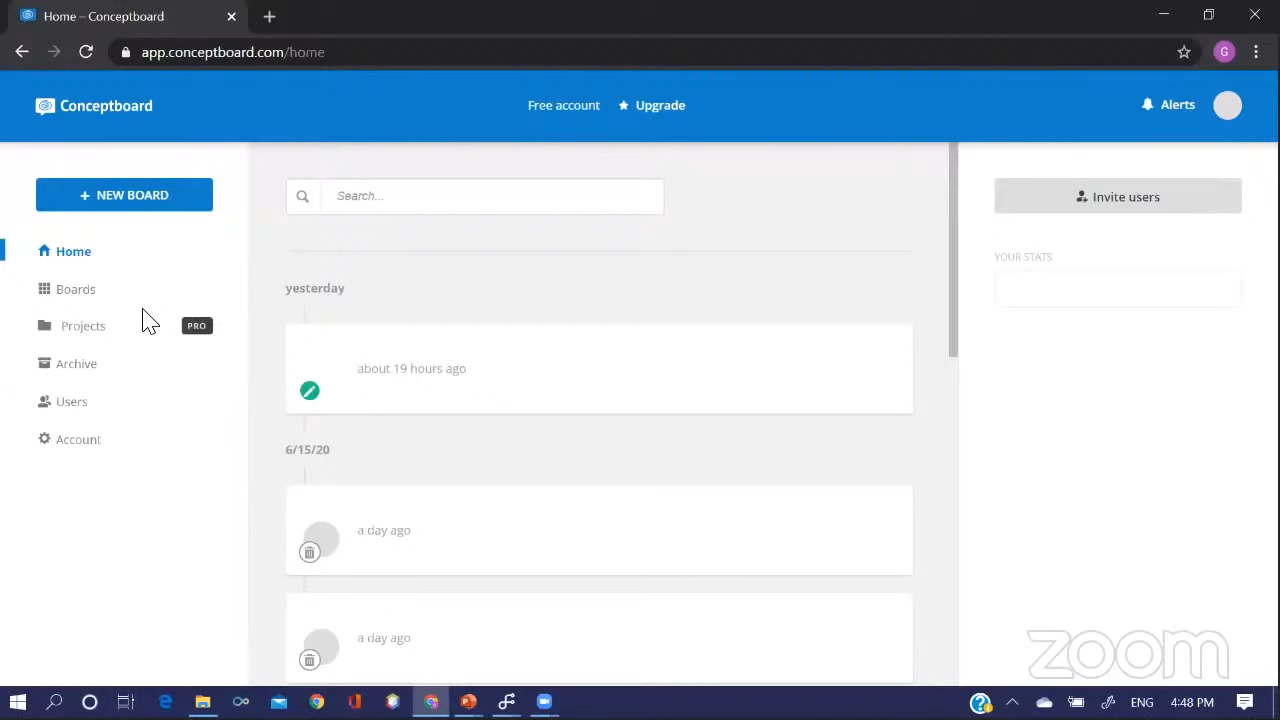 Home – Conceptboard
app.conceptboard.com/home
G
Conceptboard
Free account
Upgrade
Alerts
+ NEW BOARD
Search...
Invite users
Home
YOUR STATS
Boards
yesterday
Projects
PRO
Archive
about 19 hours ago
Users
Account
6/15/20
a day ago
a day ago
zoom
ENG
4:48 PM